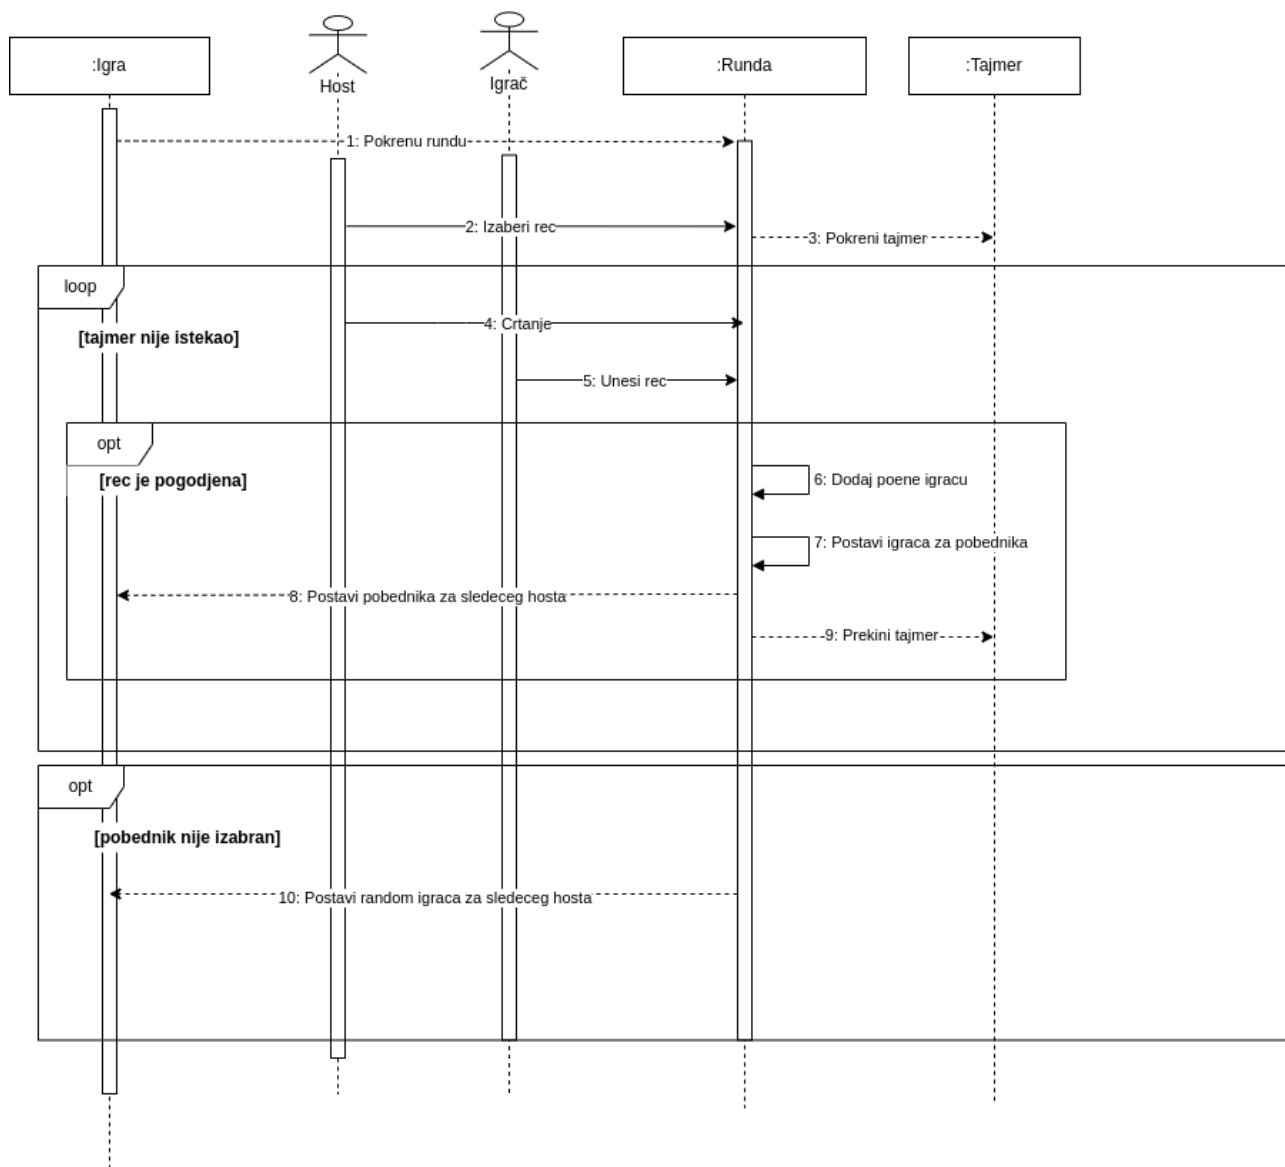 :Igra
Host
Igrač
:Runda
:Tajmer
1: Pokrenu rundu
2: Izaberi rec
3: Pokreni tajmer
loop
[tajmer nije istekao]
4: Crtanje
5: Unesi rec
opt
[rec je pogodjena]
6: Dodaj poene igracu
7: Postavi igraca za pobednika
8: Postavi pobednika za sledeceg hosta
9: Prekini tajmer
opt
[pobednik nije izabran]
10: Postavi random igraca za sledeceg hosta